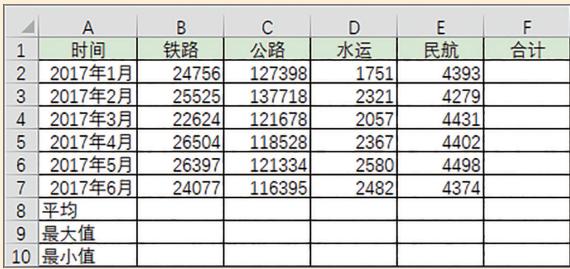 A B C D E F
1 时间 铁路 公路 水运 民航 合计
2 2017年1月 24756 127398 1751 4393
3 2017年2月 25525 137718 2321 4279
4 2017年3月 22624 121678 2057 4431
5 2017年4月 26504 118528 2367 4402
6 2017年5月 26397 121334 2580 4498
7 2017年6月 24077 116395 2482 4374
8 平均
9 最大值
10 最小值